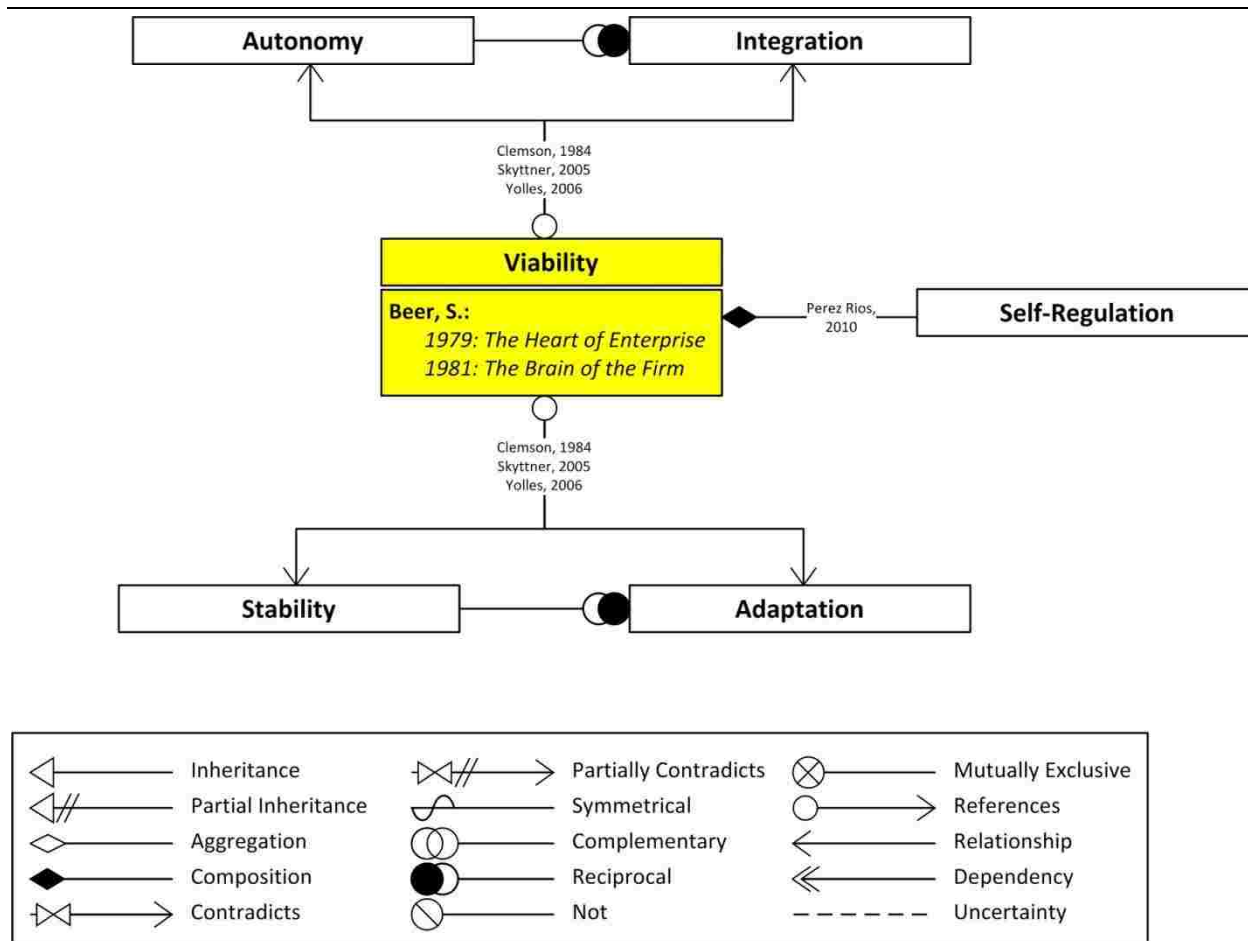 Autonomy
Integration
Clemson, 1984
Skyttner, 2005
Yolles, 2006
Viability
Beer, S.:
1979: The Heart of Enterprise
1981: The Brain of the Firm
Perez Rios,
2010
Self-Regulation
Clemson, 1984
Skyttner, 2005
Yolles, 2006
Stability
Adaptation
Inheritance
Partial Inheritance
Aggregation
Composition
Contradicts
Partially Contradicts
Symmetrical
Complementary
Reciprocal
Not
Mutually Exclusive
References
Relationship
Dependency
Uncertainty